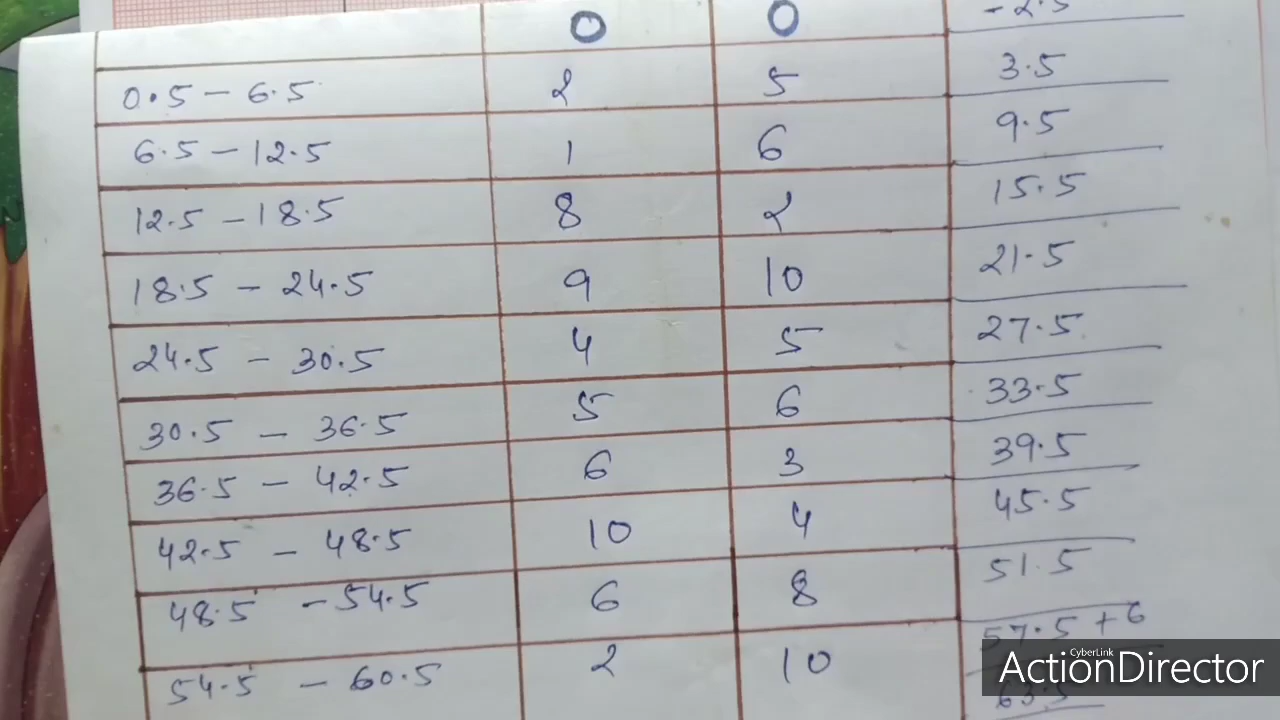 0 0 -2.5
0.5 - 6.5 2 5 3.5
6.5 - 12.5 1 6 9.5
12.5 - 18.5 8 2 15.5
18.5 - 24.5 9 10 21.5
24.5 - 30.5 4 5 27.5
30.5 - 36.5 5 6 33.5
36.5 - 42.5 6 3 39.5
42.5 - 48.5 10 4 45.5
48.5 - 54.5 6 8 51.5
54.5 - 60.5 2 10 57.5 + 6
63.5
CyberLink
ActionDirector